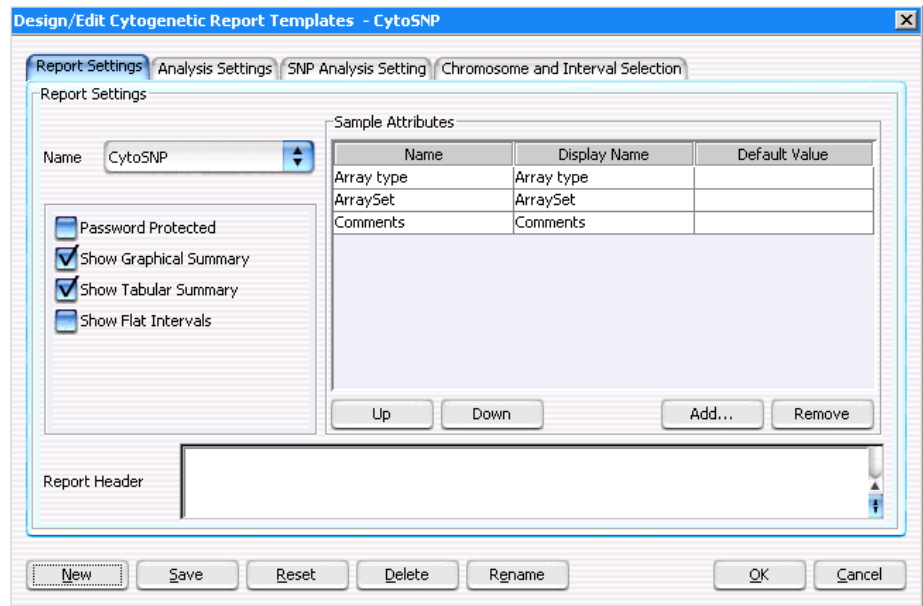 Design/Edit Cytogenetic Report Templates - CytoSNP
Report Settings Analysis Settings SNP Analysis Setting Chromosome and Interval Selection
Report Settings
Name CytoSNP
Password Protected
Show Graphical Summary
Show Tabular Summary
Show Flat Intervals
Sample Attributes
Name Display Name Default Value
Array type Array type
ArraySet ArraySet
Comments Comments
Up Down Add... Remove
Report Header
New Save Reset Delete Rename OK Cancel